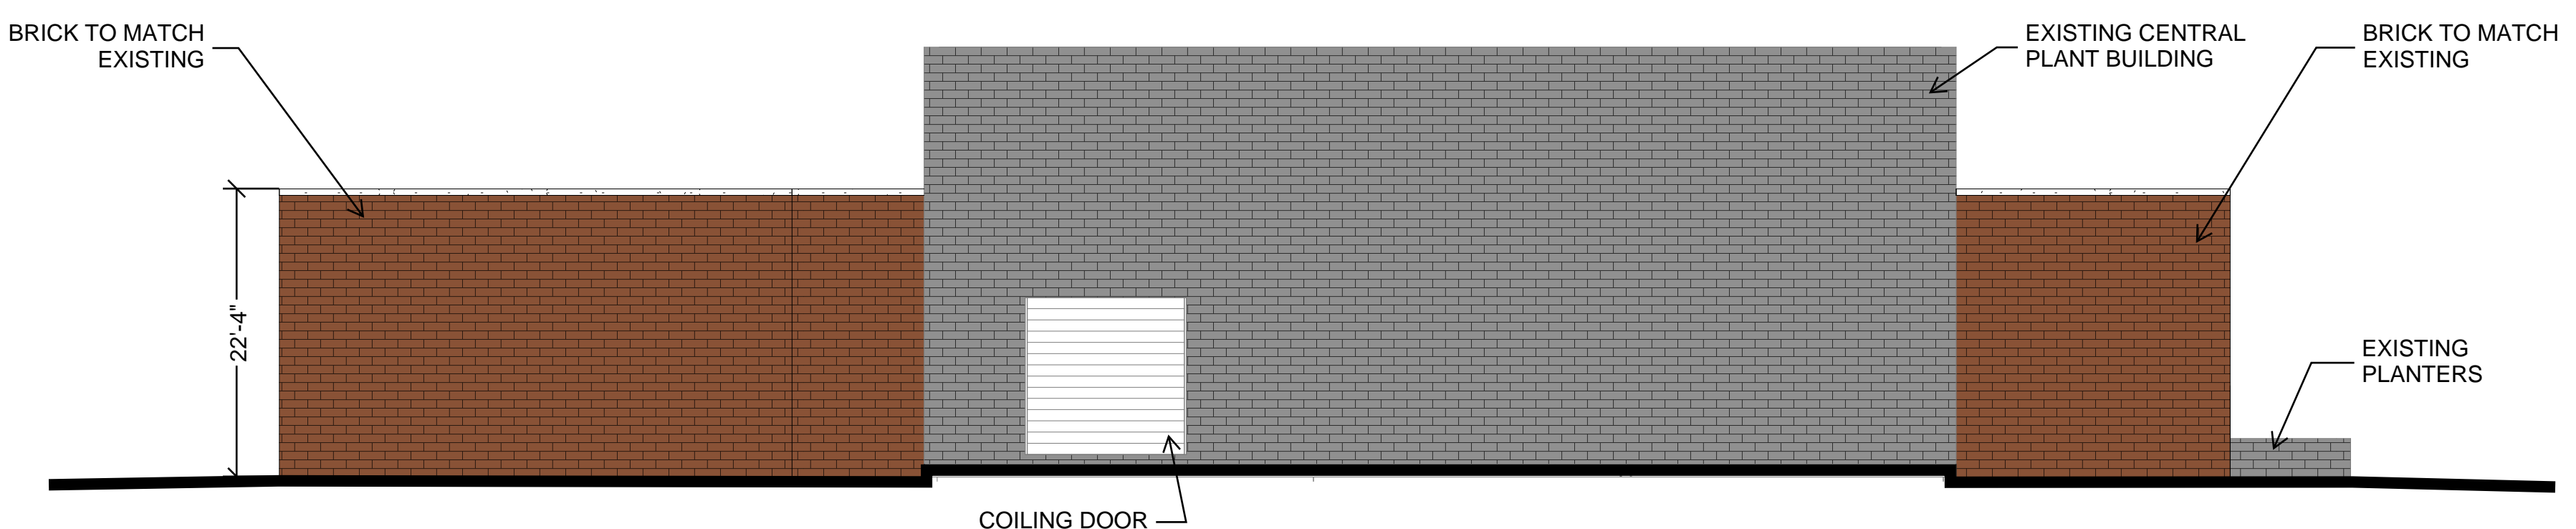 BRICK TO MATCH
EXISTING
EXISTING CENTRAL
PLANT BUILDING
BRICK TO MATCH
EXISTING
22'-4"
EXISTING
PLANTERS
COILING DOOR